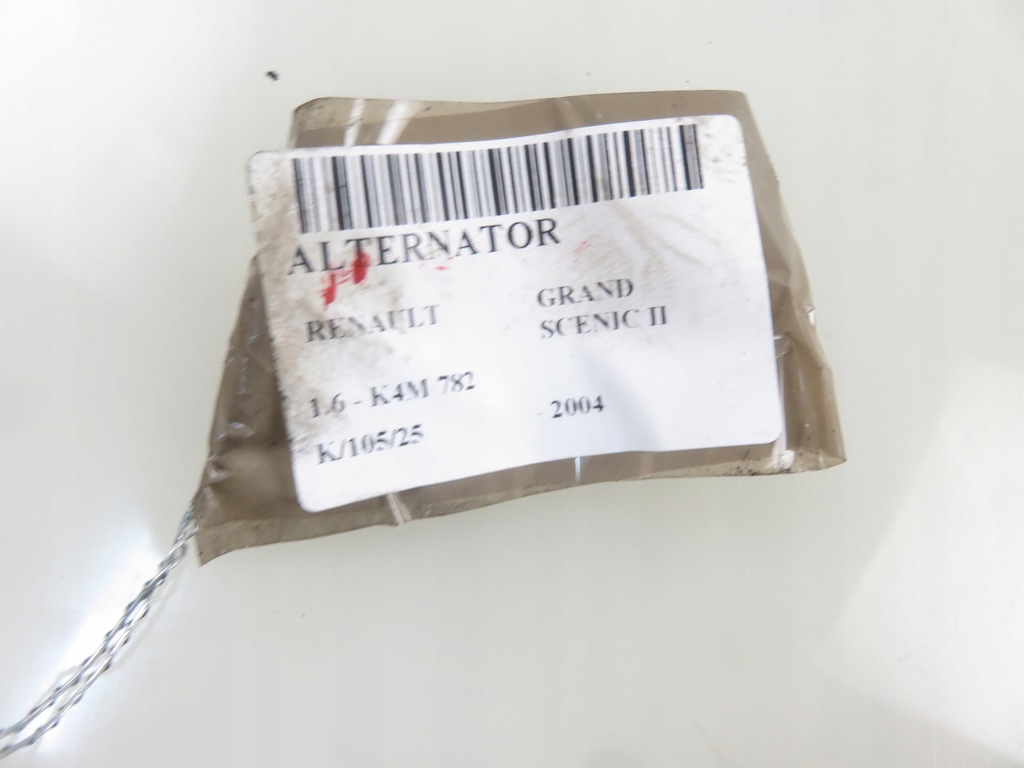 ALTERNATOR
RENAULT
GRAND
SCENIC II
1.6 - K4M 782
2004
K/105/25